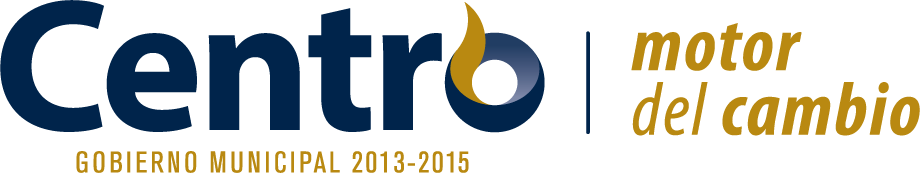 Centro
GOBIERNO MUNICIPAL 2013-2015
motor
del cambio